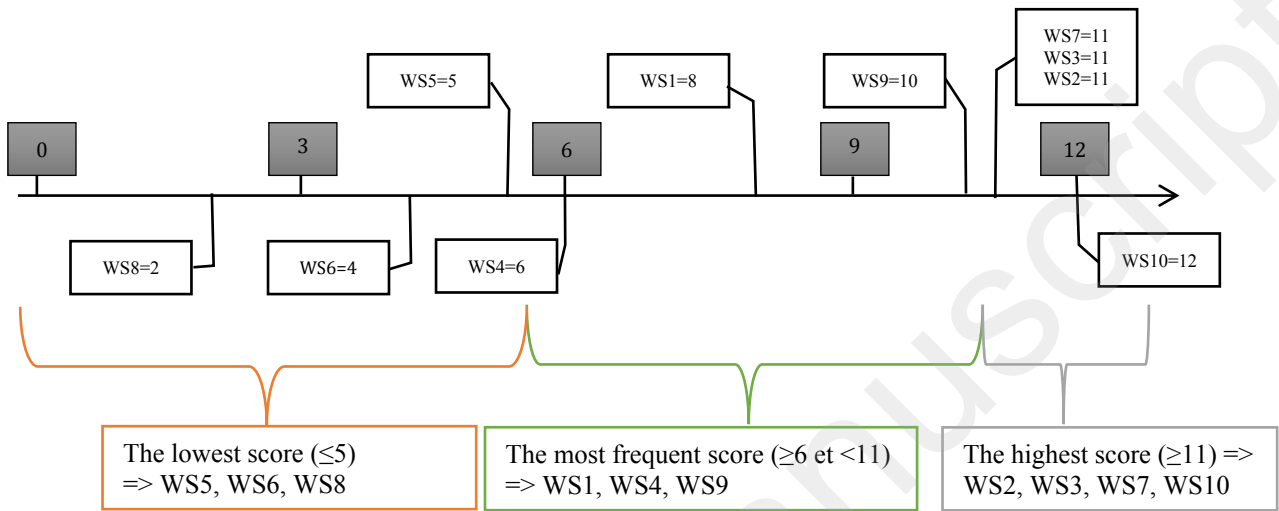 WS7=11
WS3=11
WS2=11
WS5=5
WS1=8
WS9=10
0
3
6
9
12
WS8=2
WS6=4
WS4=6
WS10=12
The lowest score (≤5)
=> WS5, WS6, WS8
The most frequent score (≥6 et <11)
=> WS1, WS4, WS9
The highest score (≥11) =>
WS2, WS3, WS7, WS10